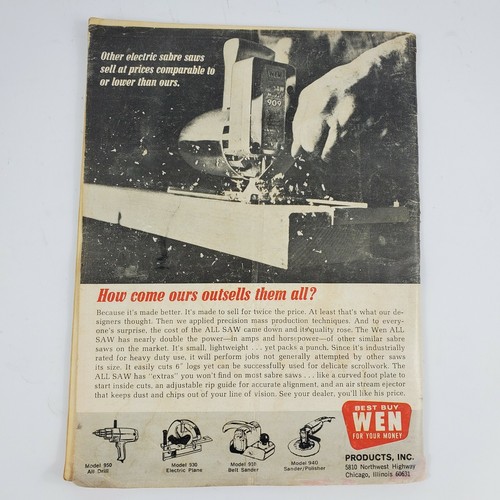 Other electric sabre saws
sell at prices comparable to
or lower than ours.
WEN
909
How come ours outsells them all?
Because it's made better. It's made to sell for twice the price. At least that's what our de-
signers thought. Then we applied precision mass production techniques. And to every-
one's surprise, the cost of the ALL SAW came down and its quality rose. The Wen ALL
SAW has nearly double the power—in amps and horsepower—of other similar sabre
saws on the market. It's small, lightweight . . . yet packs a punch. Since it's industrially
rated for heavy duty use, it will perform jobs not generally attempted by other saws
its size. It easily cuts 6" logs yet can be successfully used for delicate scrollwork. The
ALL SAW has "extras" you won't find on most sabre saws . . . like a curved foot plate to
start inside cuts, an adjustable rip guide for accurate alignment, and an air stream ejector
that keeps dust and chips out of your line of vision. See your dealer, you'll like his price.
BEST BUY
WEN
FOR YOUR MONEY
PRODUCTS, INC.
5810 Northwest Highway
Chicago, Illinois 60631
Model 950
Drill
Model 930
Electric Plane
Model 910
Belt Sander
Model 940
Sander/Polisher